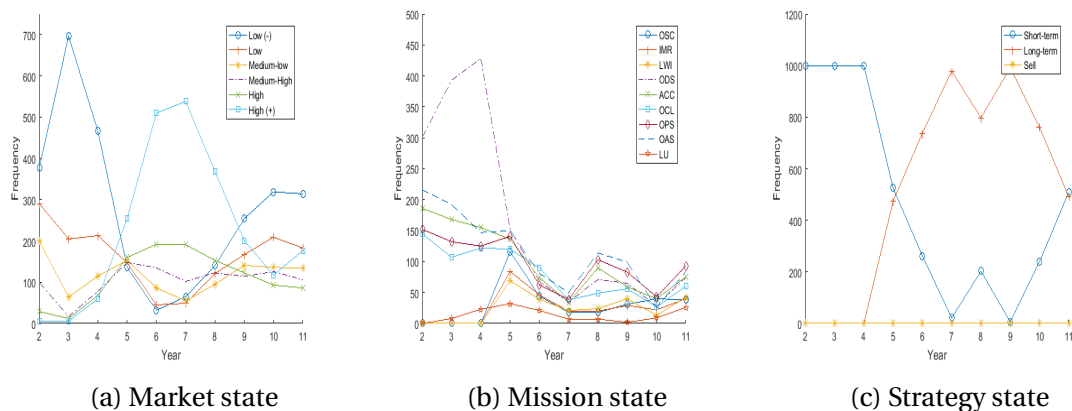 700
600
500
400
300
200
100
0
Frequency
2 3 4 5 6 7 8 9 10 11
Year
Low (-)
Low
Medium-low
Medium-High
High
High (+)
(a) Market state
500
450
400
350
300
250
200
150
100
50
0
Frequency
2 3 4 5 6 7 8 9 10 11
Year
OSC
IMR
LWI
ODS
ACC
OCL
OPS
OAS
LU
(b) Mission state
1200
1000
800
600
400
200
0
Frequency
2 3 4 5 6 7 8 9 10 11
Year
Short-term
Long-term
Sell
(c) Strategy state